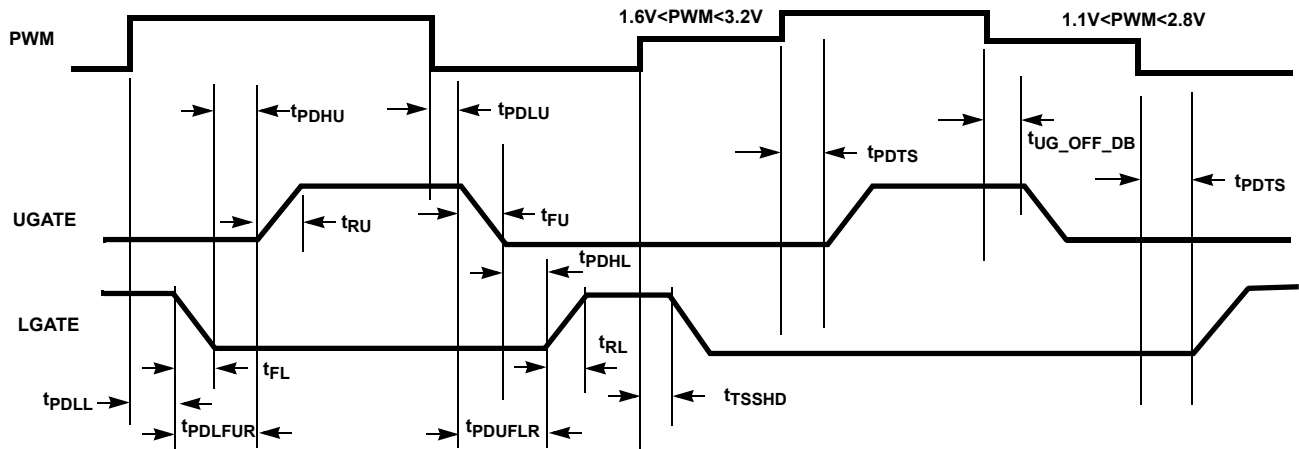 1.6V<PWM<3.2V
1.1V<PWM<2.8V
PWM
tPDHU
tPDLU
tPDTS
tUG_OFF_DB
tPDTS
UGATE
tRU
tFU
tPDHL
LGATE
tFL
tRL
tPDLL
tTSSHD
tPDLFUR
tPDUFLR